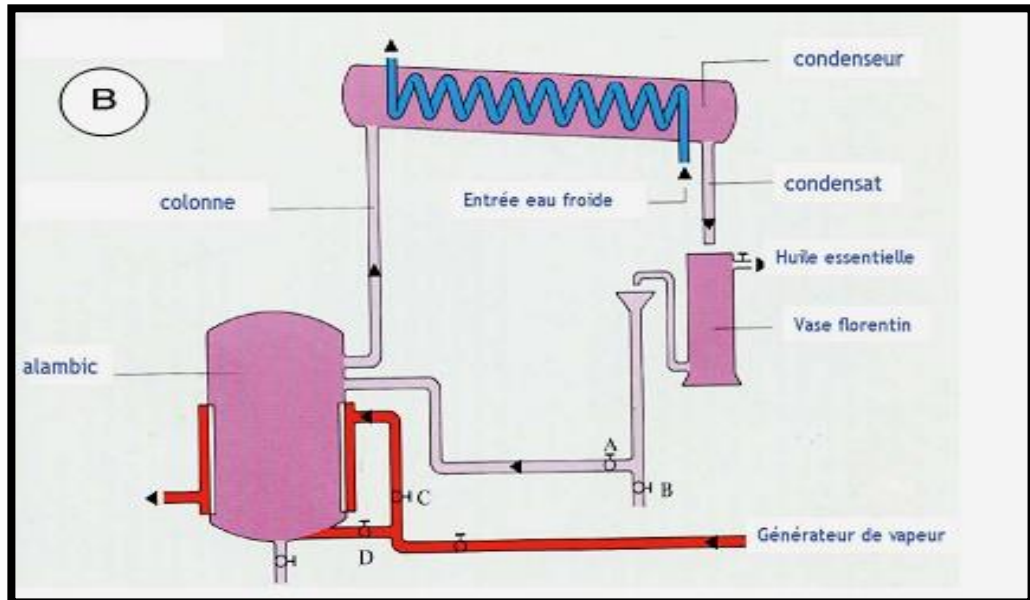 B
condenseur
colonne
Entrée eau froide
condensat
Huile essentielle
Vase florentin
alambic
A
C
B
D
Générateur de vapeur